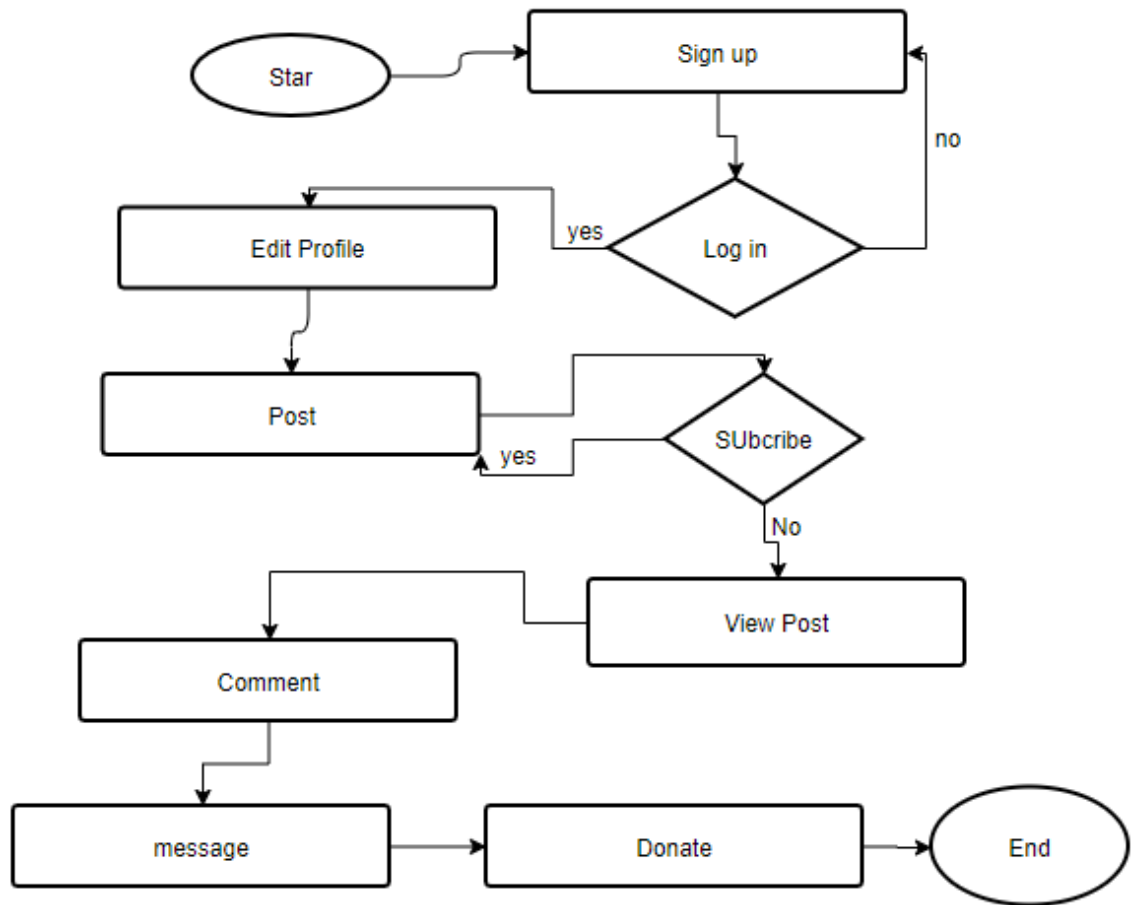 Star
Sign up
no
Log in
yes
Edit Profile
Post
SUbcribe
yes
No
View Post
Comment
message
Donate
End